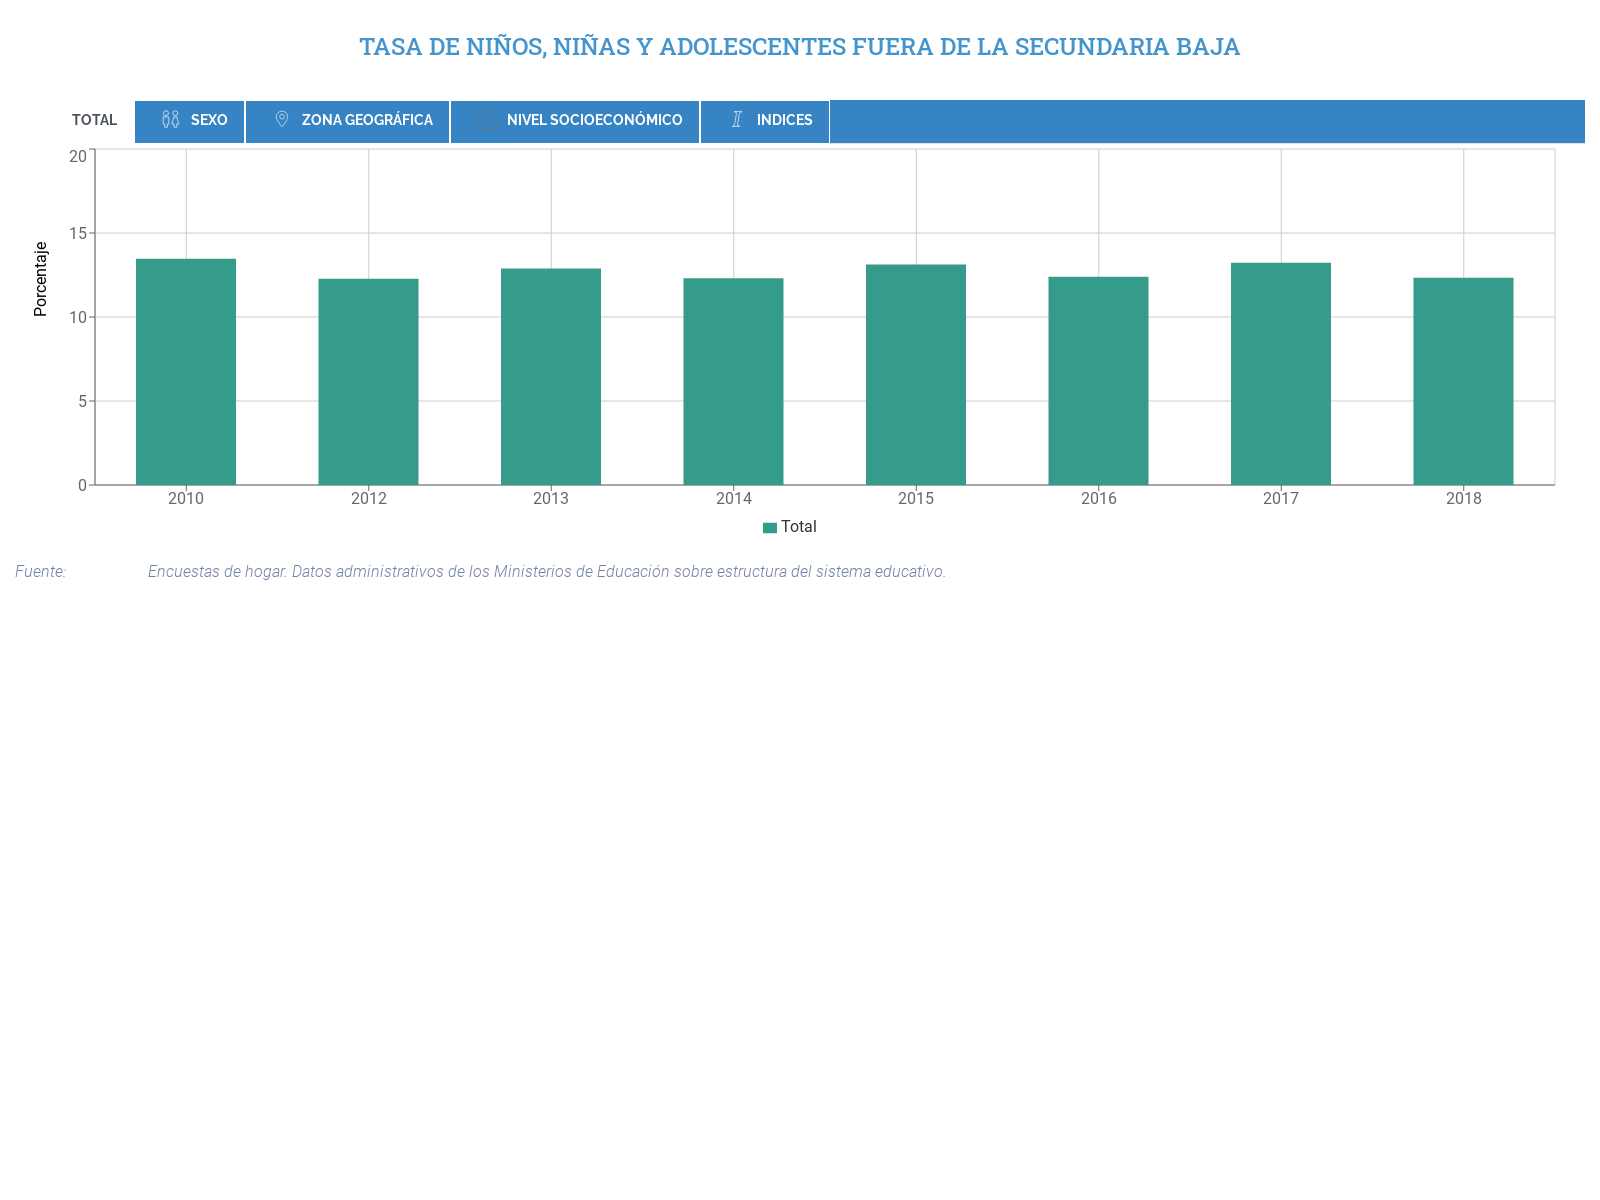 TASA DE NIÑOS, NIÑAS Y ADOLESCENTES FUERA DE LA SECUNDARIA BAJA
TOTAL SEXO ZONA GEOGRÁFICA NIVEL SOCIOECONÓMICO INDICES
20
15
10
5
0
Porcentaje
2010 2012 2013 2014 2015 2016 2017 2018
Total
Fuente: Encuestas de hogar. Datos administrativos de los Ministerios de Educación sobre estructura del sistema educativo.